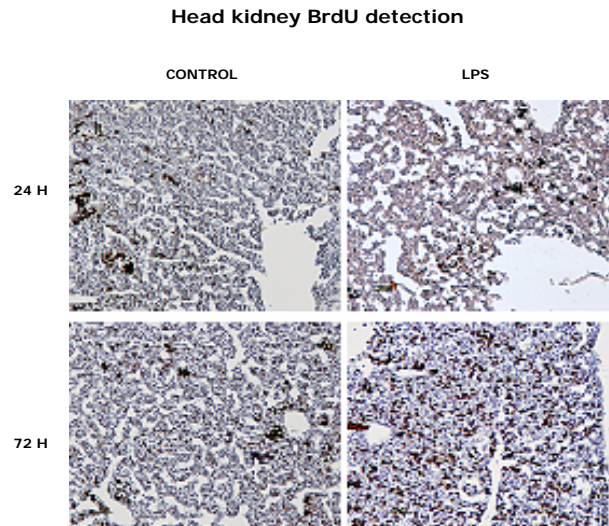 Head kidney BrdU detection
CONTROL
LPS
24 H
72 H